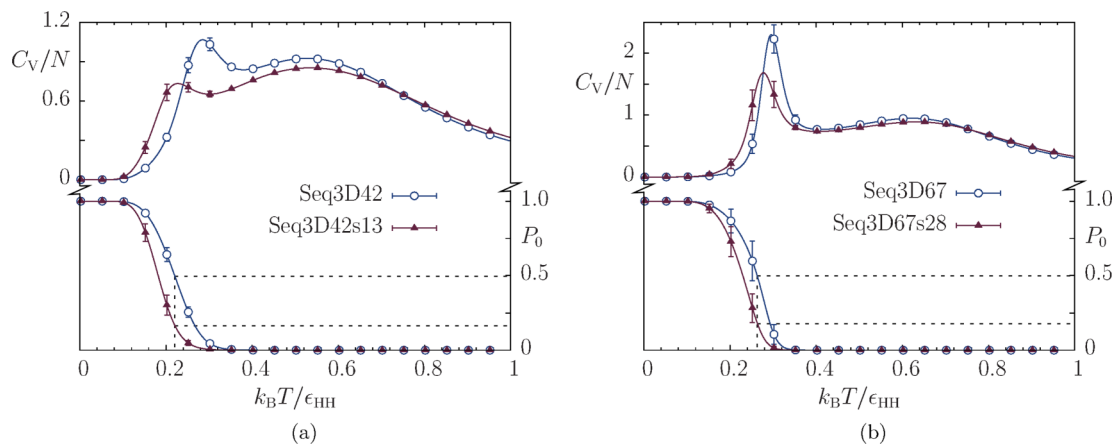 1.2
C_V/N
0.6
0
Seq3D42
Seq3D42s13
1.0
P_0
0.5
0
0 0.2 0.4 0.6 0.8 1
k_B T/ϵ_HH
(a)
2
C_V/N
1
0
Seq3D67
Seq3D67s28
1.0
P_0
0.5
0
0 0.2 0.4 0.6 0.8 1
k_B T/ϵ_HH
(b)